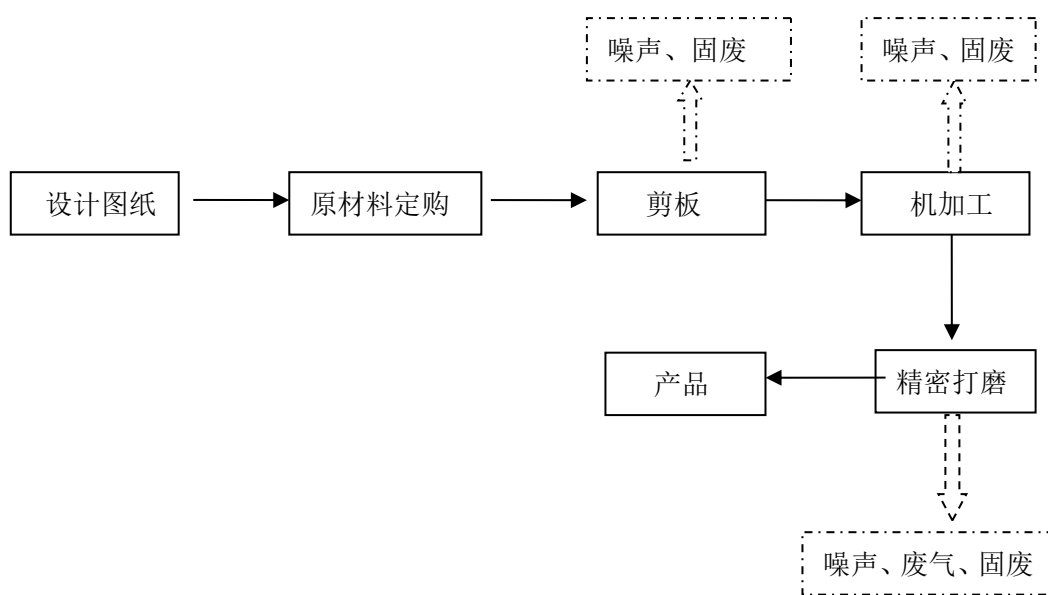 噪声、固废
噪声、固废
设计图纸
原材料定购
剪板
机加工
产品
精密打磨
噪声、废气、固废